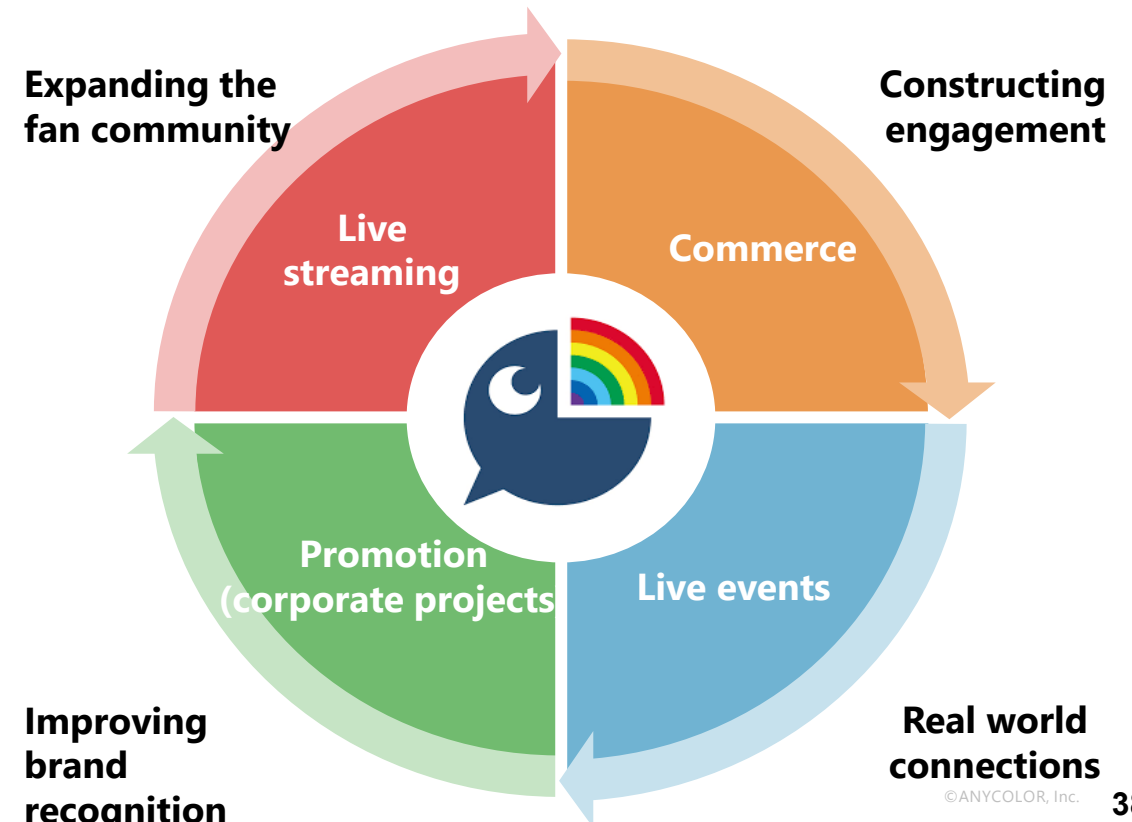 Expanding the
fan community
Constructing
engagement
Live
streaming
Commerce
Promotion
(corporate projects
Live events
Improving
brand
recognition
Real world
connections
©ANYCOLOR, Inc.
38